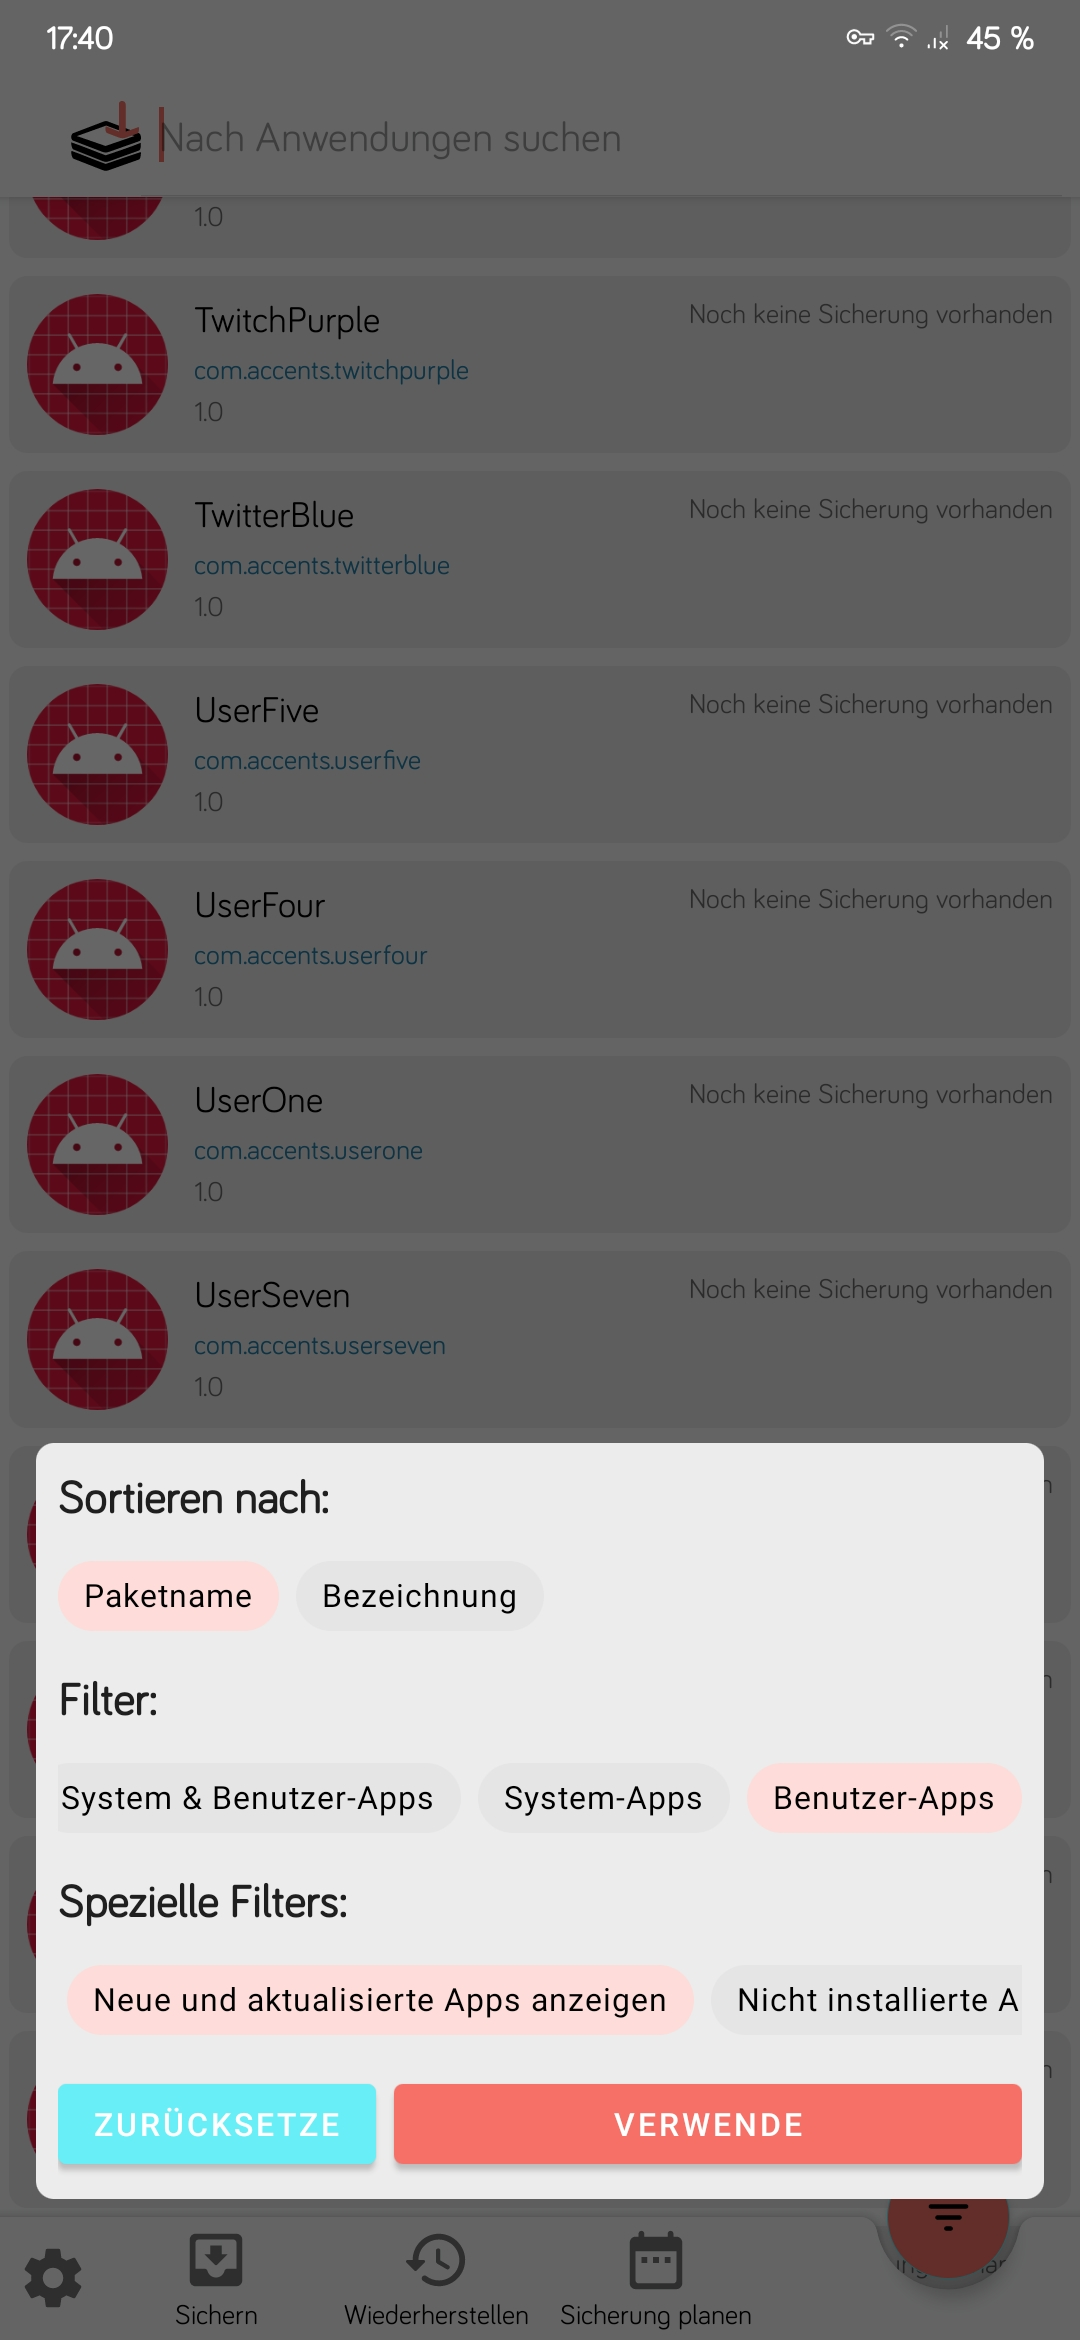 17:40
45 %
Nach Anwendungen suchen
1.0
TwitchPurple
Noch keine Sicherung vorhanden
com.accents.twitchpurple
1.0
TwitterBlue
Noch keine Sicherung vorhanden
com.accents.twitterblue
1.0
UserFive
Noch keine Sicherung vorhanden
com.accents.userfive
1.0
UserFour
Noch keine Sicherung vorhanden
com.accents.userfour
1.0
UserOne
Noch keine Sicherung vorhanden
com.accents.userone
1.0
UserSeven
Noch keine Sicherung vorhanden
com.accents.userseven
1.0
Sortieren nach:
Paketname
Bezeichnung
Filter:
System & Benutzer-Apps
System-Apps
Benutzer-Apps
Spezielle Filters:
Neue und aktualisierte Apps anzeigen
Nicht installierte A
ZURÜCKSETZE
VERWENDE
Sichern
Wiederherstellen
Sicherung planen